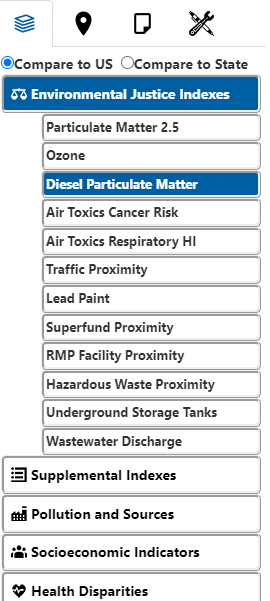 Compare to US Compare to State
Environmental Justice Indexes
Particulate Matter 2.5
Ozone
Diesel Particulate Matter
Air Toxics Cancer Risk
Air Toxics Respiratory HI
Traffic Proximity
Lead Paint
Superfund Proximity
RMP Facility Proximity
Hazardous Waste Proximity
Underground Storage Tanks
Wastewater Discharge
Supplemental Indexes
Pollution and Sources
Socioeconomic Indicators
Health Disparities